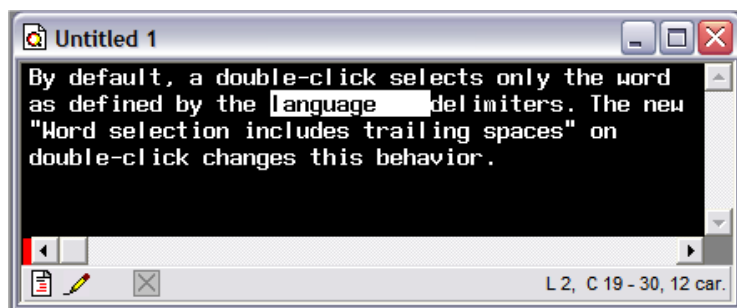 Untitled 1
By default, a double-click selects only the word
as defined by the language    delimiters. The new
"Word selection includes trailing spaces" on
double-click changes this behavior.
L 2, C 19 - 30, 12 car.